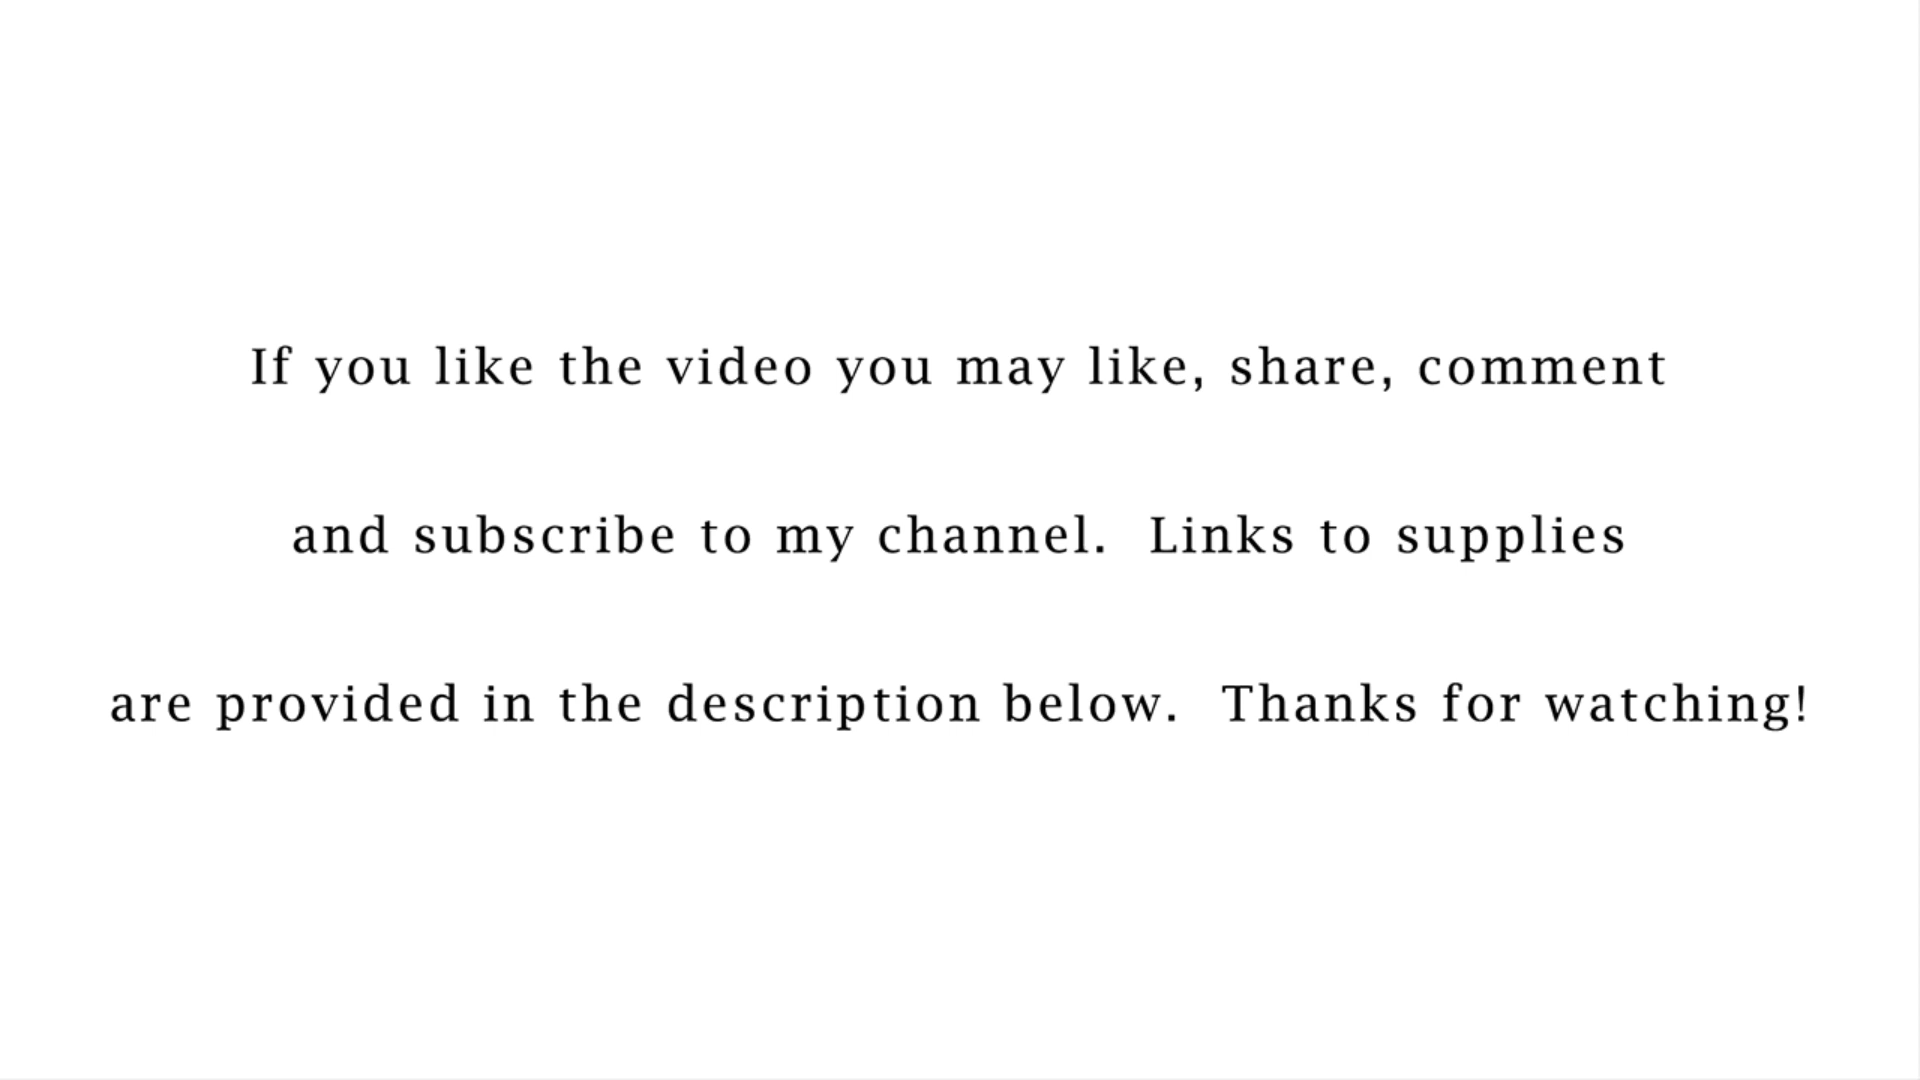 If you like the video you may like, share, comment
and subscribe to my channel.  Links to supplies
are provided in the description below.  Thanks for watching!